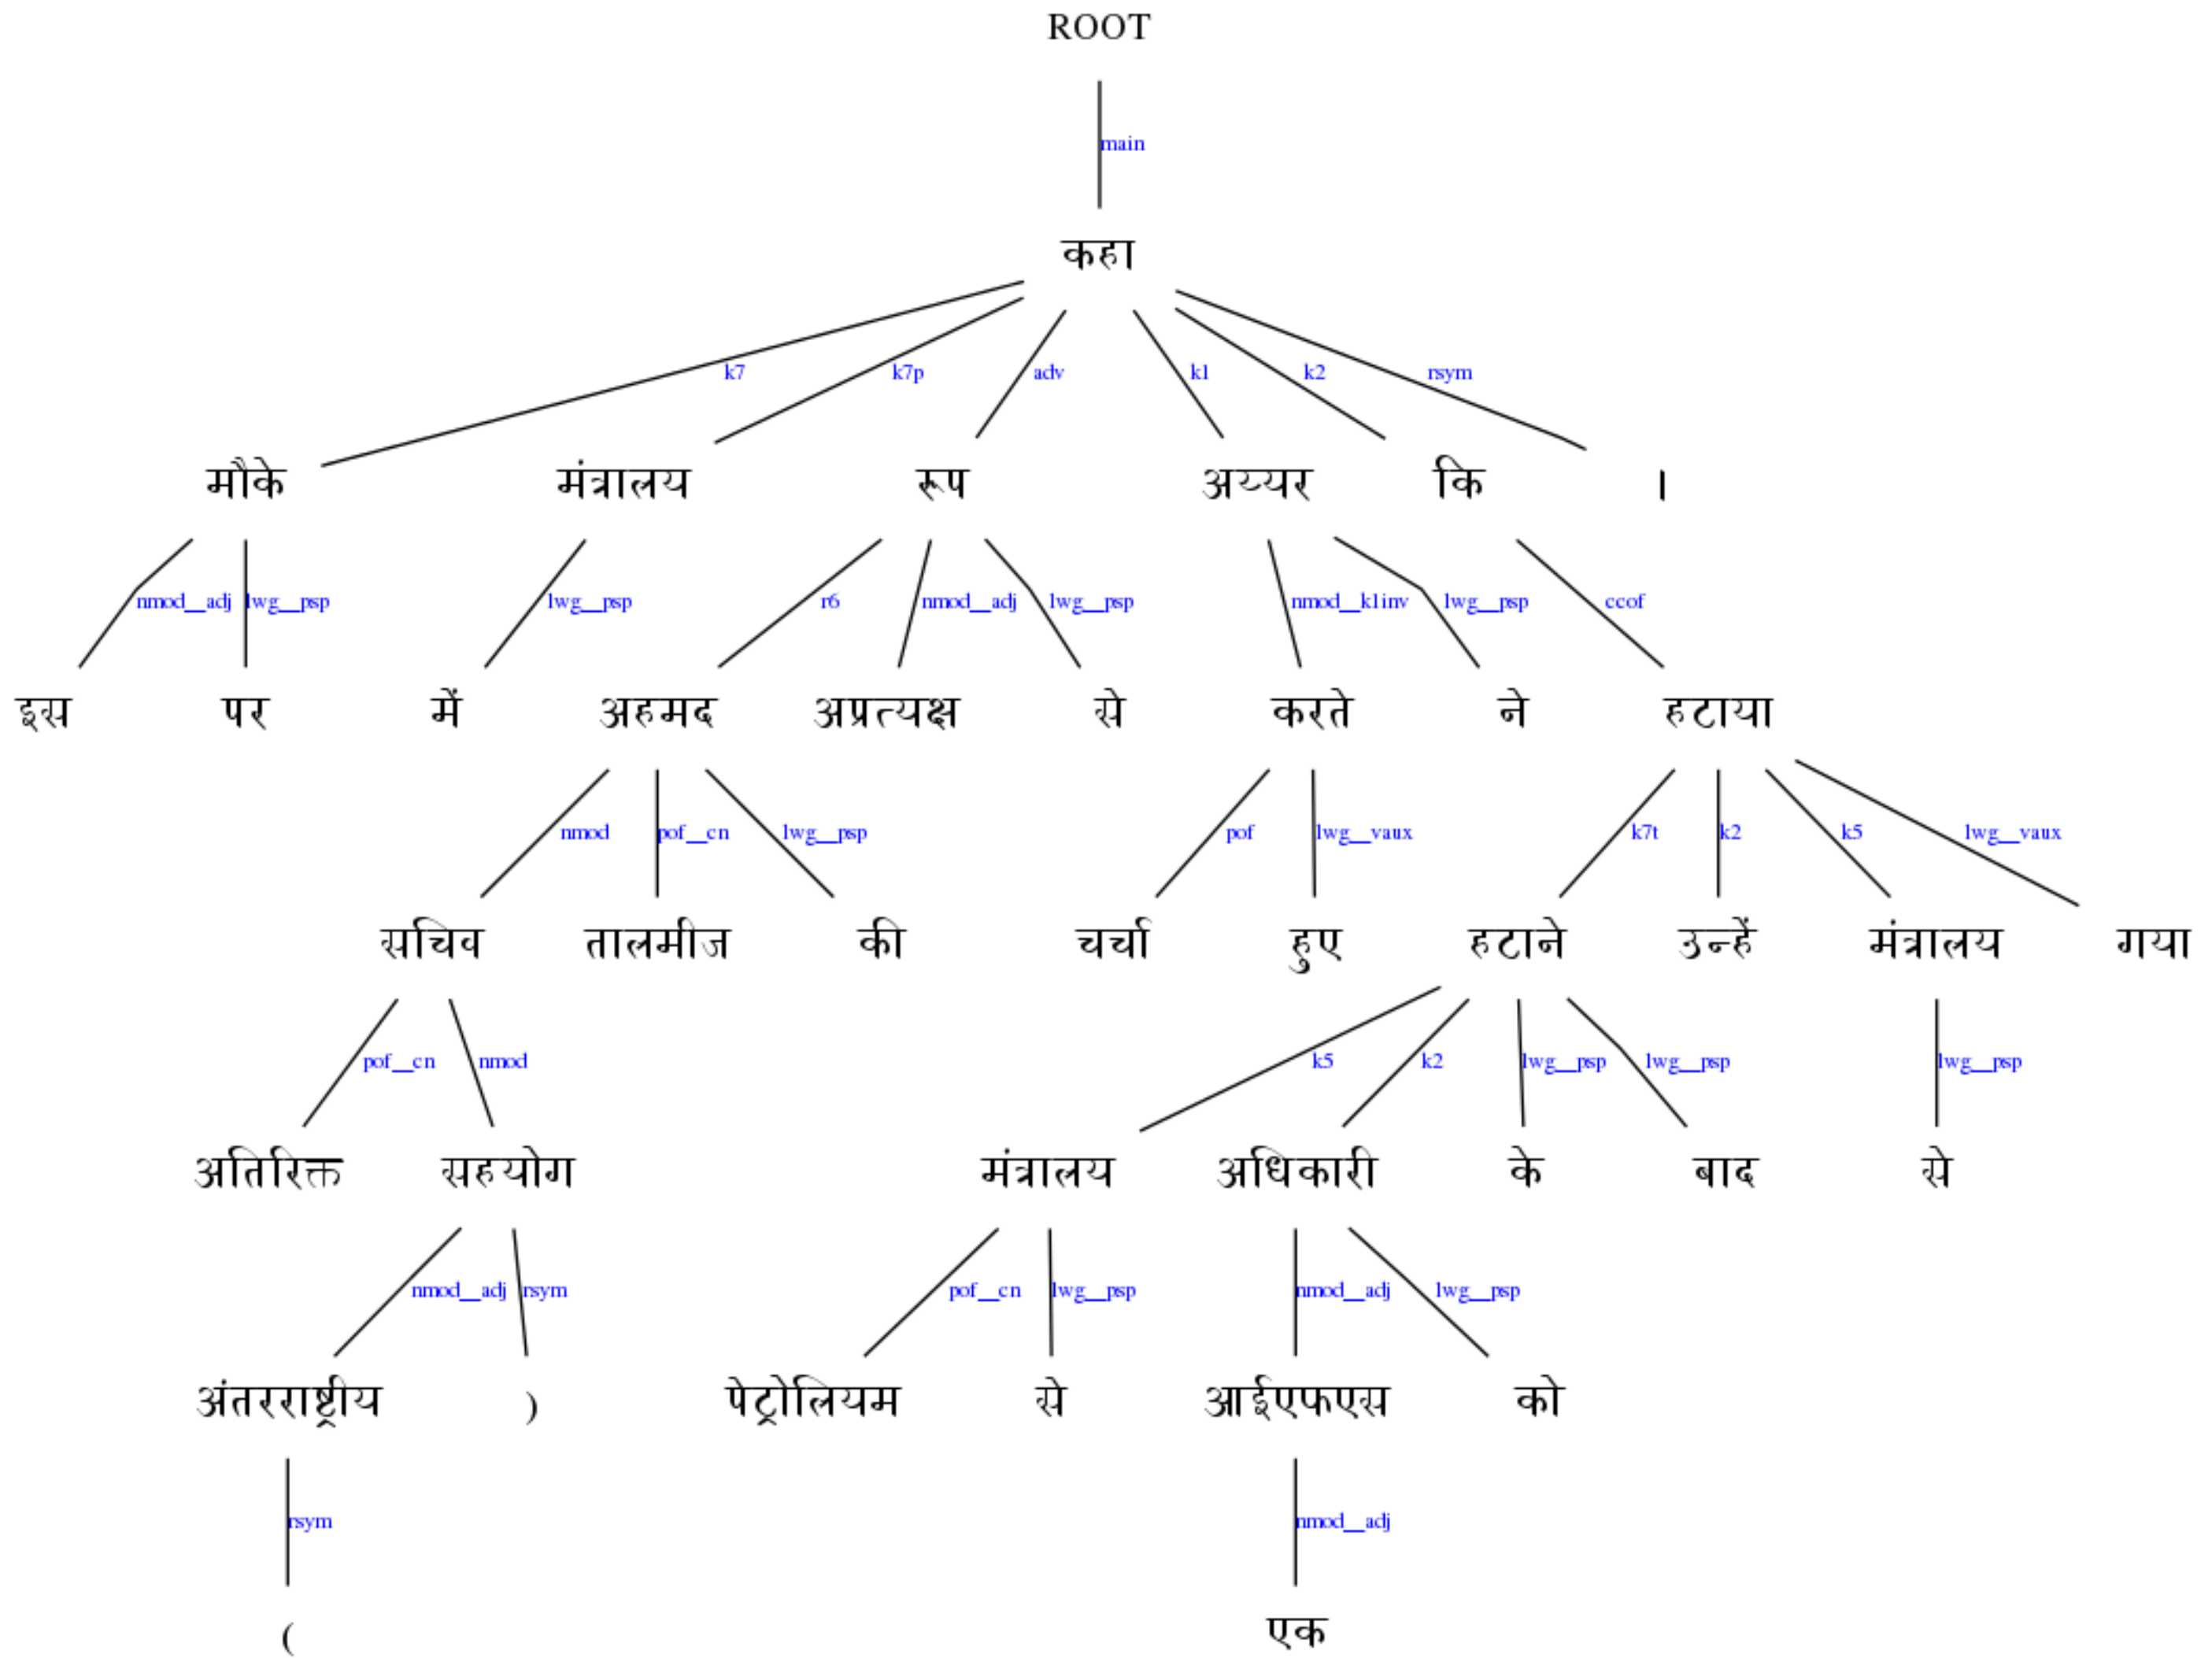 ROOT
main
कहा
k7 k7p adv k1 k2 rsym
मौके मंत्रालय रूप अय्यर कि ।
nmod__adj lwg__psp lwg__psp r6 nmod__adj lwg__psp nmod__k1inv lwg__psp ccof
इस पर में अहमद अप्रत्यक्ष से करते ने हटाया
nmod pof__cn lwg__psp pof lwg__vaux k7t k2 k5 lwg__vaux
सचिव तालमीज की चर्चा हुए हटाने उन्हें मंत्रालय गया
pof__cn nmod k5 k2 lwg__psp lwg__psp lwg__psp
अतिरिक्त सहयोग मंत्रालय अधिकारी के बाद से
nmod__adj rsym pof__cn lwg__psp nmod__adj lwg__psp
अंतरराष्ट्रीय ) पेट्रोलियम से आईएफएस को
rsym nmod__adj
( एक